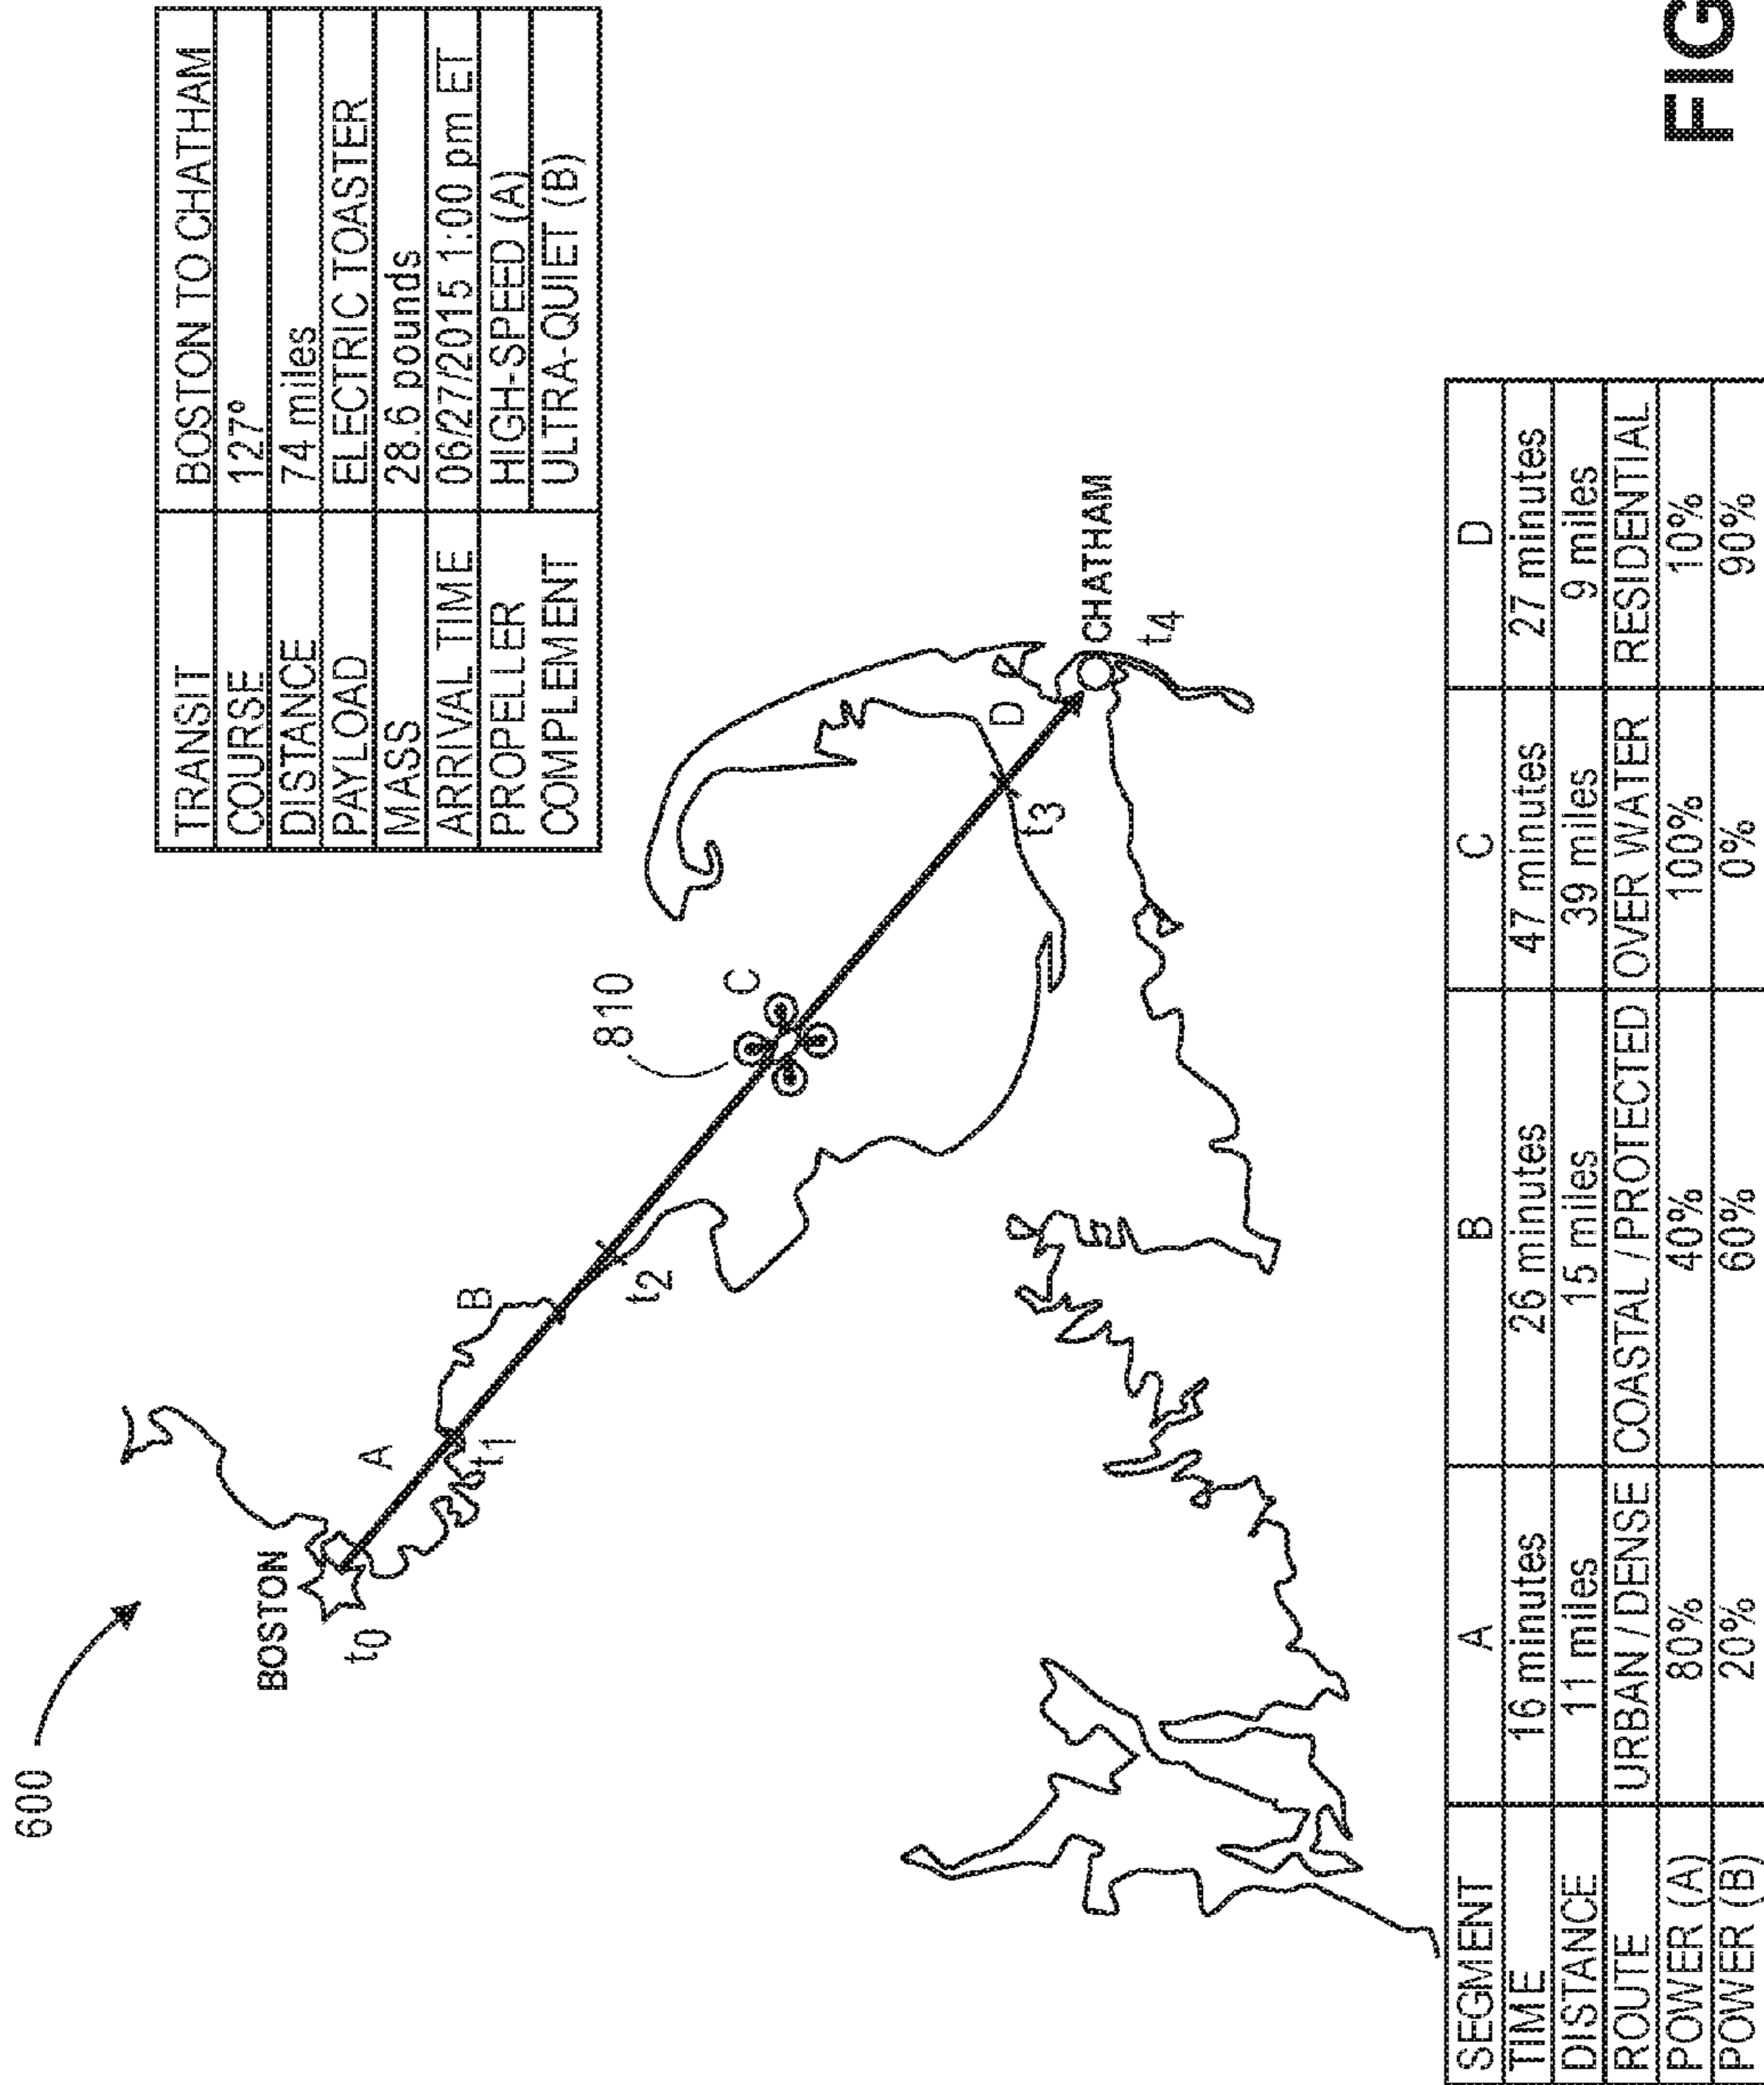 600
TRANSIT BOSTON TO CHATHAM
COURSE 127°
DISTANCE 74 miles
PAYLOAD ELECTRIC TOASTER
MASS 28.6 pounds
ARRIVAL TIME 06/27/2015 1:00 pm ET
PROPELLER HIGH-SPEED (A)
COMPLEMENT ULTRA-QUIET (B)
BOSTON
t0
A
t1
B
t2
810
C
t3
D
CHATHAM
t4
SEGMENT A B C D
TIME 16 minutes 26 minutes 47 minutes 27 minutes
DISTANCE 11 miles 15 miles 39 miles 9 miles
ROUTE URBAN / DENSE COASTAL / PROTECTED OVER WATER RESIDENTIAL
POWER (A) 80% 40% 100% 10%
POWER (B) 20% 60% 0% 90%
FIG